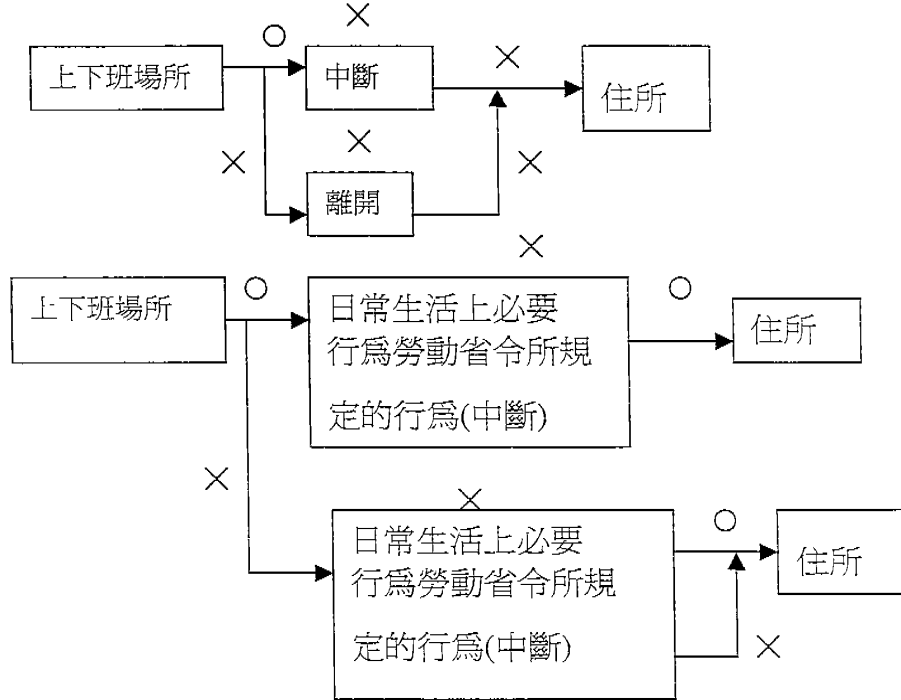 ○
×
上下班場所
中斷
×
住所
×
×
離開
×
×
上下班場所
○
日常生活上必要
行爲勞動省令所規
定的行爲(中斷)
○
住所
×
×
日常生活上必要
行爲勞動省令所規
定的行爲(中斷)
○
住所
×